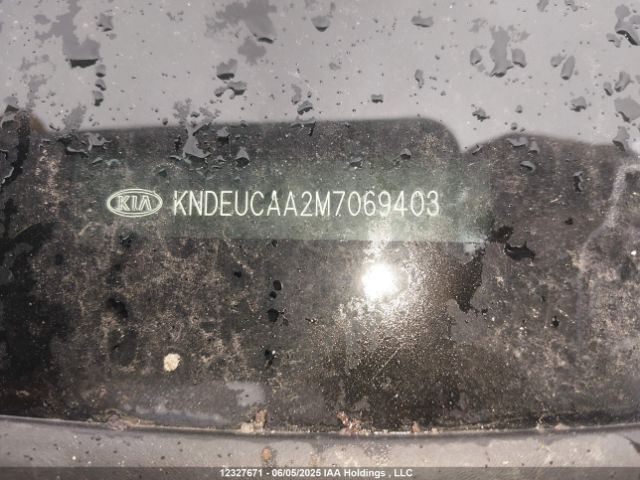 KIA KNDEUCAA2M7069403
12327671 - 06/05/2025 IAA Holdings , LLC